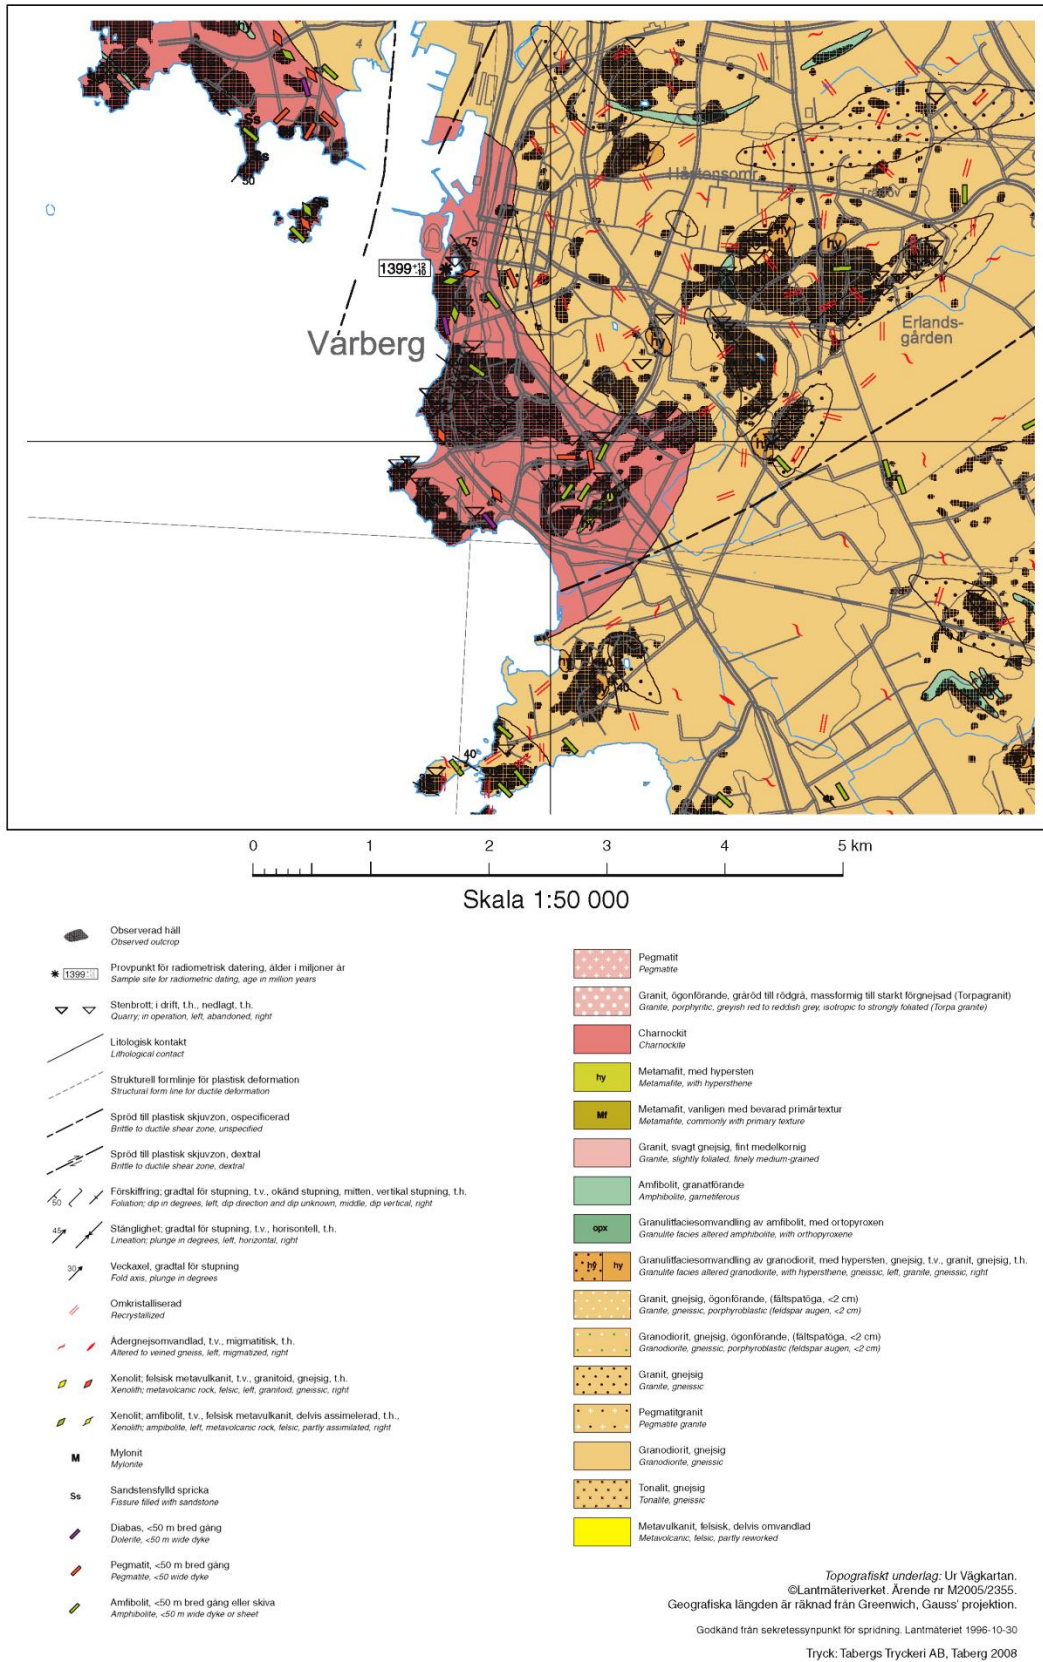 4
hy
Ss
s
50
75
1399 +12 -10
Varberg
Träslöv
hy
hy
hy
Erlands-
gården
hy
hy
hy
40
40
0 1 2 3 4 5 km
Skala 1:50 000
Observerad häll
Observed outcrop
1399
Provpunkt för radiometrisk datering, ålder i miljoner år
Sample site for radiometric dating, age in million years
Stenbrott; i drift, t.h., nedlagt, t.h.
Quarry; in operation, left, abandoned, right
Litologisk kontakt
Lithological contact
Strukturell formlinje för plastisk deformation
Structural form line for ductile deformation
Spröd till plastisk skjuvzon, ospecificerad
Brittle to ductile shear zone, unspecified
Spröd till plastisk skjuvzon, dextral
Brittle to ductile shear zone, dextral
50
Förskiffring; gradtal för stupning, t.v., okänd stupning, mitten, vertikal stupning, t.h.
Foliation; dip in degrees, left, dip direction and dip unknown, middle, dip vertical, right
45
Stänglighet; gradtal för stupning, t.v., horisontell, t.h.
Lineation; plunge in degrees, left, horizontal, right
30
Veckaxel, gradtal för stupning
Fold axis, plunge in degrees
Omkristalliserad
Recrystallized
Ådergnejsomvandlad, t.v., migmatitisk, t.h.
Altered to veined gneiss, left, migmatized, right
Xenolit; felsisk metavulkanit, t.v., granitoid, gnejsig, t.h.
Xenolith; metavolcanic rock, felsic, left, granitoid, gneissic, right
Xenolit; amfibolit, t.v., felsisk metavulkanit, delvis assimelerad, t.h.,
Xenolith; ampibolite, left, metavolcanic rock, felsic, partly assimilated, right
M
Mylonit
Mylonite
Ss
Sandstensfylld spricka
Fissure filled with sandstone
Diabas, <50 m bred gång
Dolerite, <50 m wide dyke
Pegmatit, <50 m bred gång
Pegmatite, <50 wide dyke
Amfibolit, <50 m bred gång eller skiva
Amphibolite, <50 m wide dyke or sheet
Pegmatit
Pegmatite
Granit, ögonförande, gråröd till rödgrå, massformig till starkt förgnejsad (Torpagranit)
Granite, porphyritic, greyish red to reddish grey, isotropic to strongly foliated (Torpa granite)
Charnockit
Charnockite
hy
Metamafit, med hypersten
Metamafite, with hypersthene
Mf
Metamafit, vanligen med bevarad primärtextur
Metamafite, commonly with primary texture
Granit, svagt gnejsig, fint medelkornig
Granite, slightly foliated, finely medium-grained
Amfibolit, granatförande
Amphibolite, garnetiferous
opx
Granulitfaciesomvandling av amfibolit, med ortopyroxen
Granulite facies altered amphibolite, with orthopyroxene
hy hy
Granulitfaciesomvandling av granodiorit, med hypersten, gnejsig, t.v., granit, gnejsig, t.h.
Granulite facies altered granodiorite, with hypersthene, gneissic, left, granite, gneissic, right
Granit, gnejsig, ögonförande, (fältspatöga, <2 cm)
Granite, gneissic, porphyroblastic (feldspar augen, <2 cm)
Granodiorit, gnejsig, ögonförande, (fältspatöga, <2 cm)
Granodiorite, gneissic, porphyroblastic (feldspar augen, <2 cm)
Granit, gnejsig
Granite, gneissic
Pegmatitgranit
Pegmatite granite
Granodiorit, gnejsig
Granodiorite, gneissic
Tonalit, gnejsig
Tonalite, gneissic
Metavulkanit, felsisk, delvis omvandlad
Metavolcanic, felsic, partly reworked
Topografiskt underlag: Ur Vägkartan.
©Lantmäteriverket. Ärende nr M2005/2355.
Geografiska längden är räknad från Greenwich, Gauss' projektion.
Godkänd från sekretessynpunkt för spridning. Lantmäteriet 1996-10-30
Tryck: Tabergs Tryckeri AB, Taberg 2008